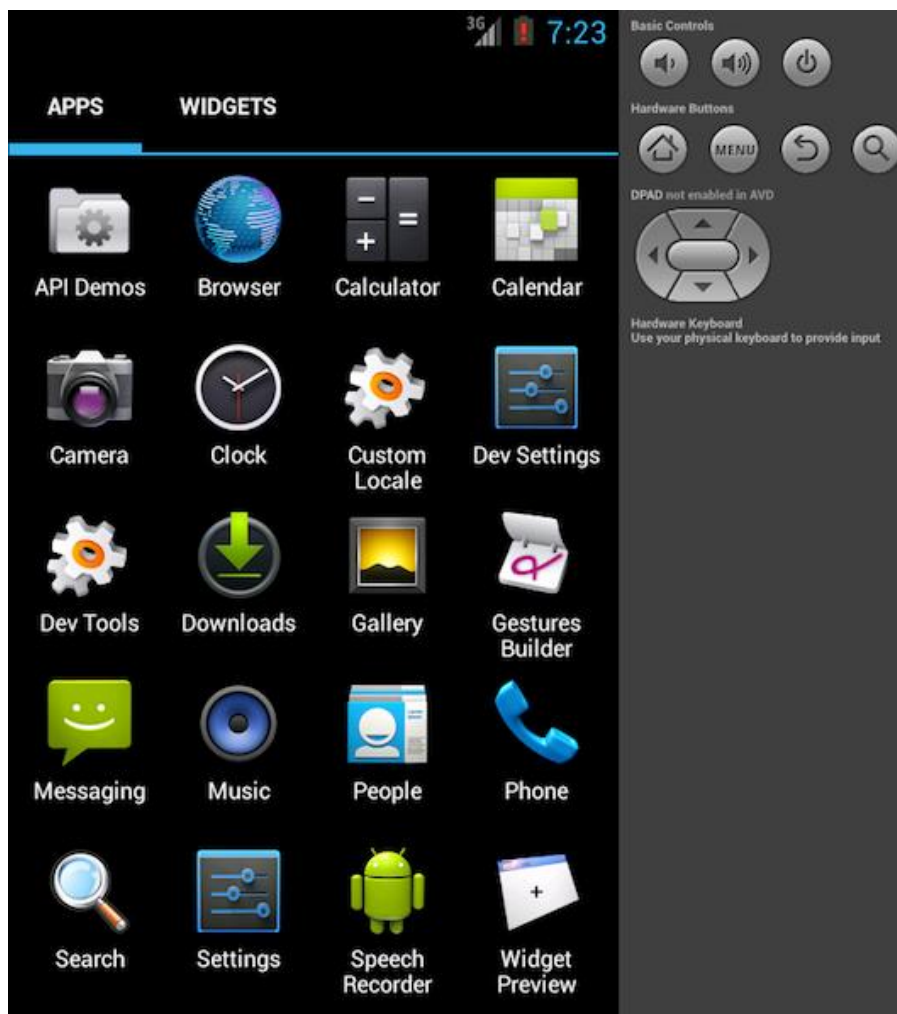 3G 7:23
APPS WIDGETS
API Demos Browser Calculator Calendar
Camera Clock Custom Locale Dev Settings
Dev Tools Downloads Gallery Gestures Builder
Messaging Music People Phone
Search Settings Speech Recorder Widget Preview
Basic Controls
Hardware Buttons
MENU
DPAD not enabled in AVD
Hardware Keyboard
Use your physical keyboard to provide input